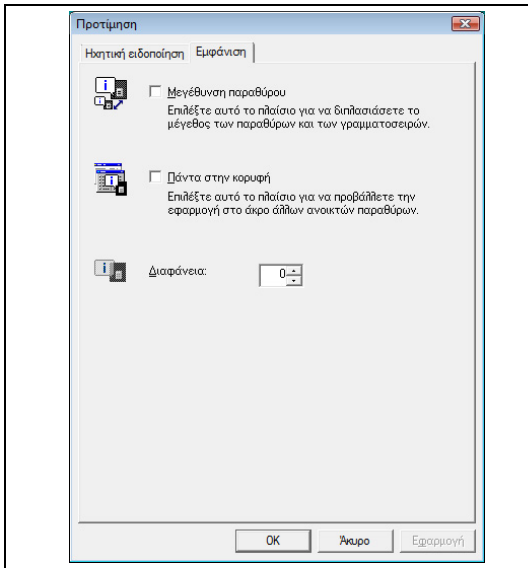 Προτίμηση
Ηχητική ειδοποίηση Εμφάνιση
Μεγέθυνση παραθύρου
Επιλέξτε αυτό το πλαίσιο για να διπλασιάσετε το
μέγεθος των παραθύρων και των γραμματοσειρών.
Πάντα στην κορυφή
Επιλέξτε αυτό το πλαίσιο για να προβάλλετε την
εφαρμογή στο άκρο άλλων ανοικτών παραθύρων.
Διαφάνεια: 0
OK Άκυρο Εφαρμογή